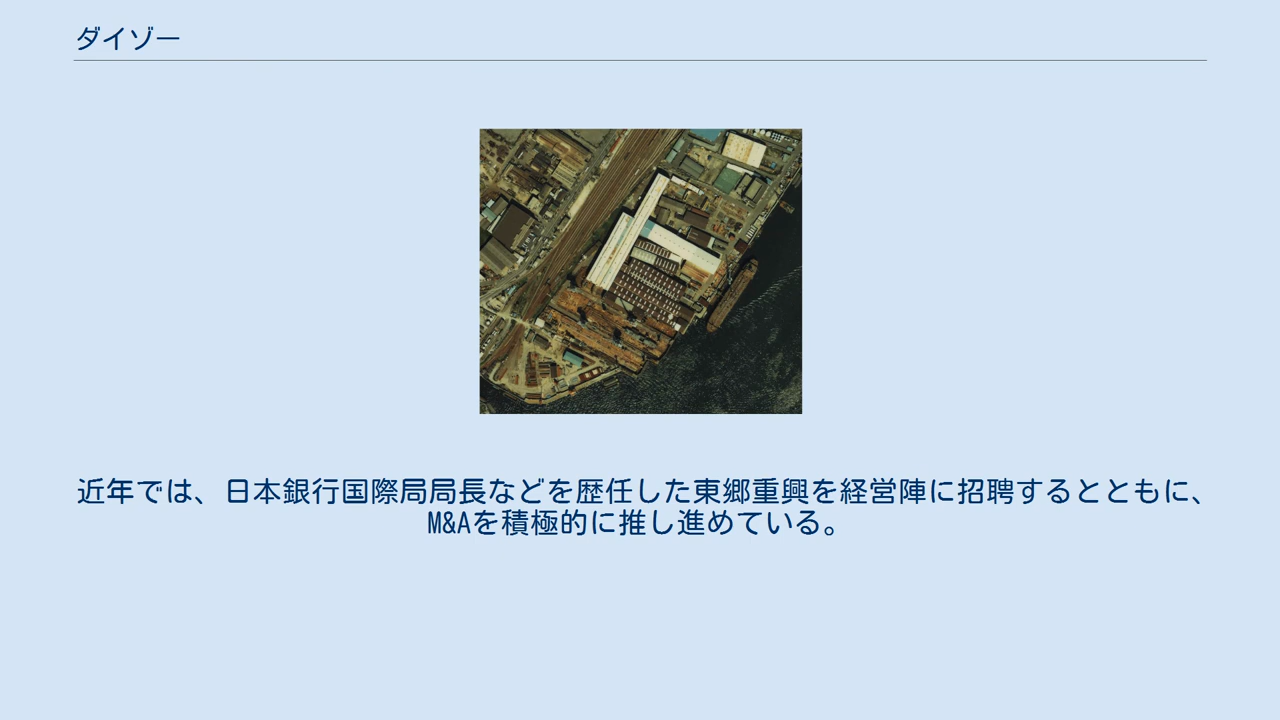 ダイゾー
近年では、日本銀行国際局局長などを歴任した東郷重興を経営陣に招聘するとともに、
M&Aを積極的に推し進めている。